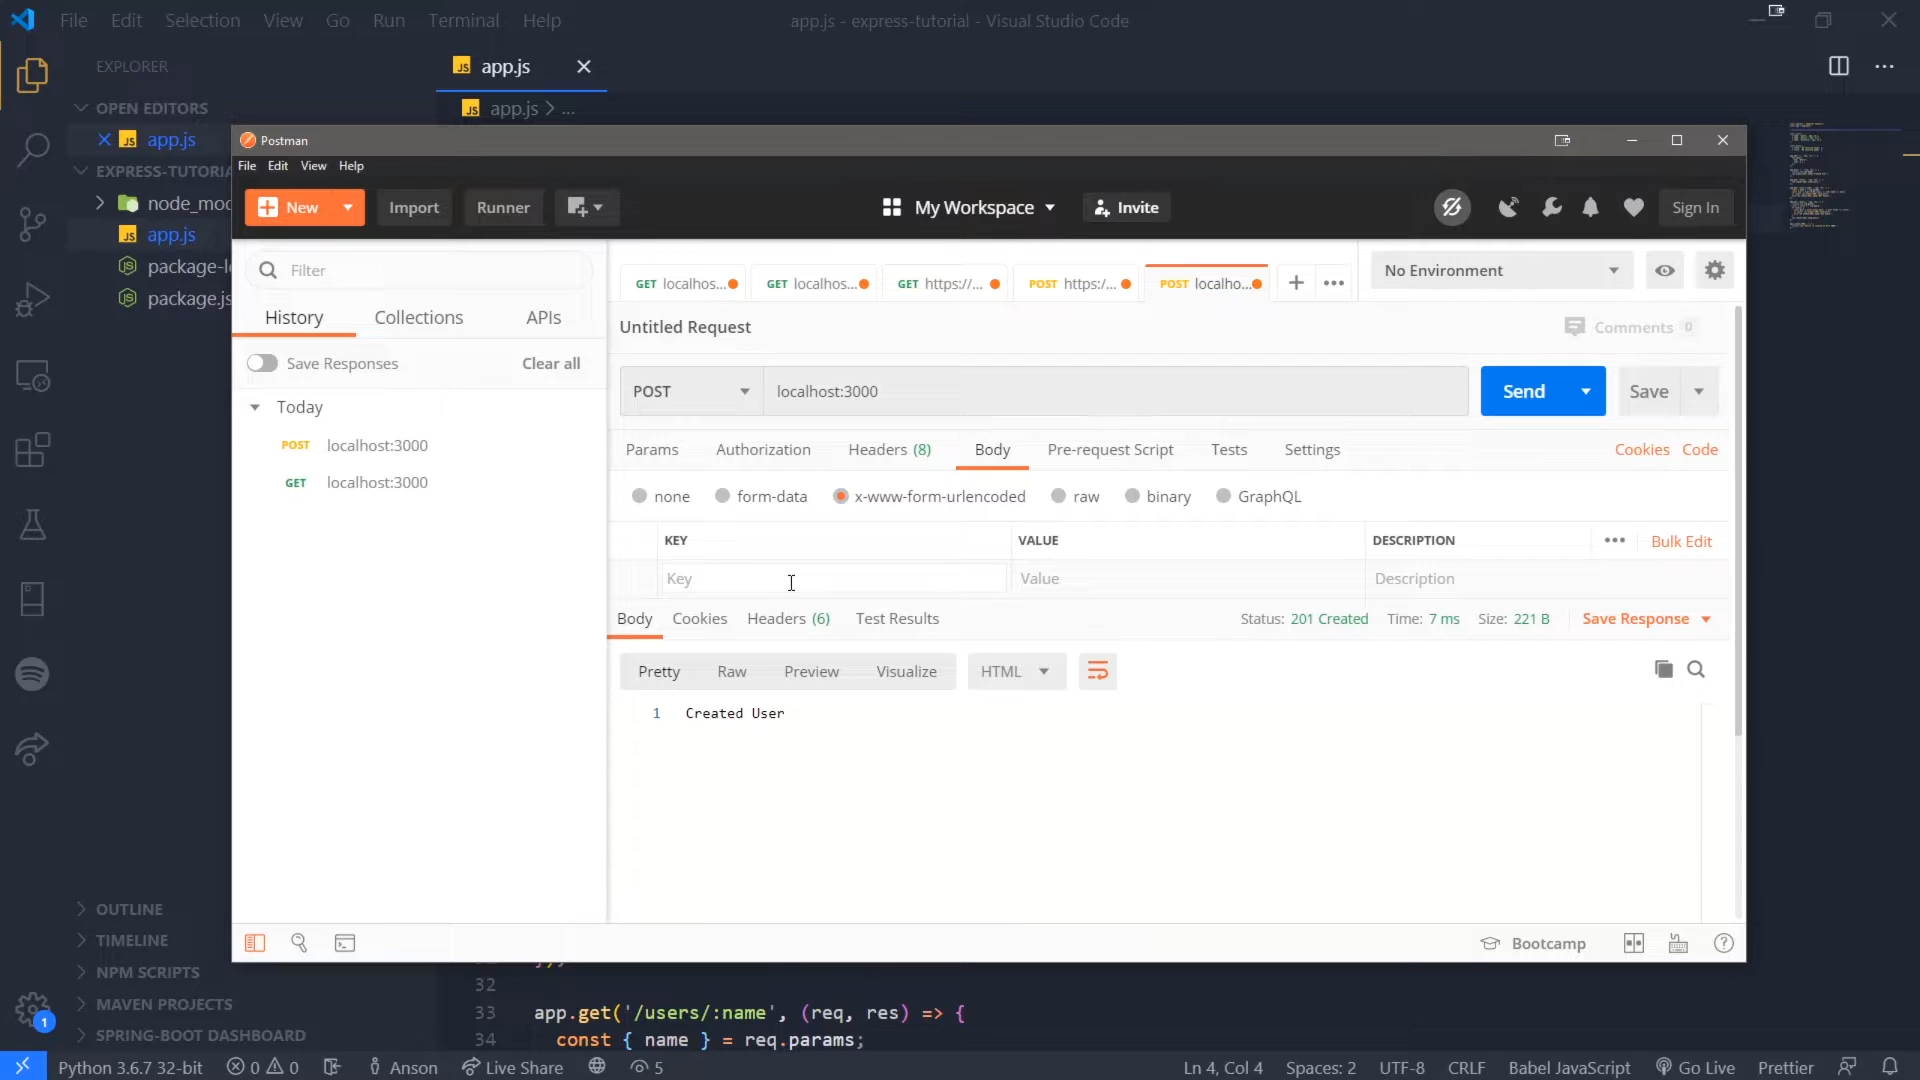 File Edit Selection View Go Run Terminal Help
app.js - express-tutorial - Visual Studio Code
EXPLORER
JS app.js
OPEN EDITORS
JS app.js > ...
JS app.js
EXPRESS-TUTORIA
node_moc
JS app.js
package-l
package.js
OUTLINE
TIMELINE
NPM SCRIPTS
MAVEN PROJECTS
SPRING-BOOT DASHBOARD
Postman
File Edit View Help
New
Import
Runner
My Workspace
Invite
Sign In
Filter
History Collections APIs
Save Responses Clear all
Today
POST localhost:3000
GET localhost:3000
GET localhos...
GET localhos...
GET https://...
POST https:/...
POST localho...
No Environment
Untitled Request
Comments 0
POST localhost:3000 Send Save
Params Authorization Headers (8) Body Pre-request Script Tests Settings Cookies Code
none form-data x-www-form-urlencoded raw binary GraphQL
KEY VALUE DESCRIPTION Bulk Edit
Key Value Description
Body Cookies Headers (6) Test Results Status: 201 Created Time: 7 ms Size: 221 B Save Response
Pretty Raw Preview Visualize HTML
1 Created User
Bootcamp
32
33 app.get('/users/:name', (req, res) => {
34 const { name } = req.params;
1
Python 3.6.7 32-bit 0 0 Anson Live Share 5 Ln 4, Col 4 Spaces: 2 UTF-8 CRLF Babel JavaScript Go Live Prettier